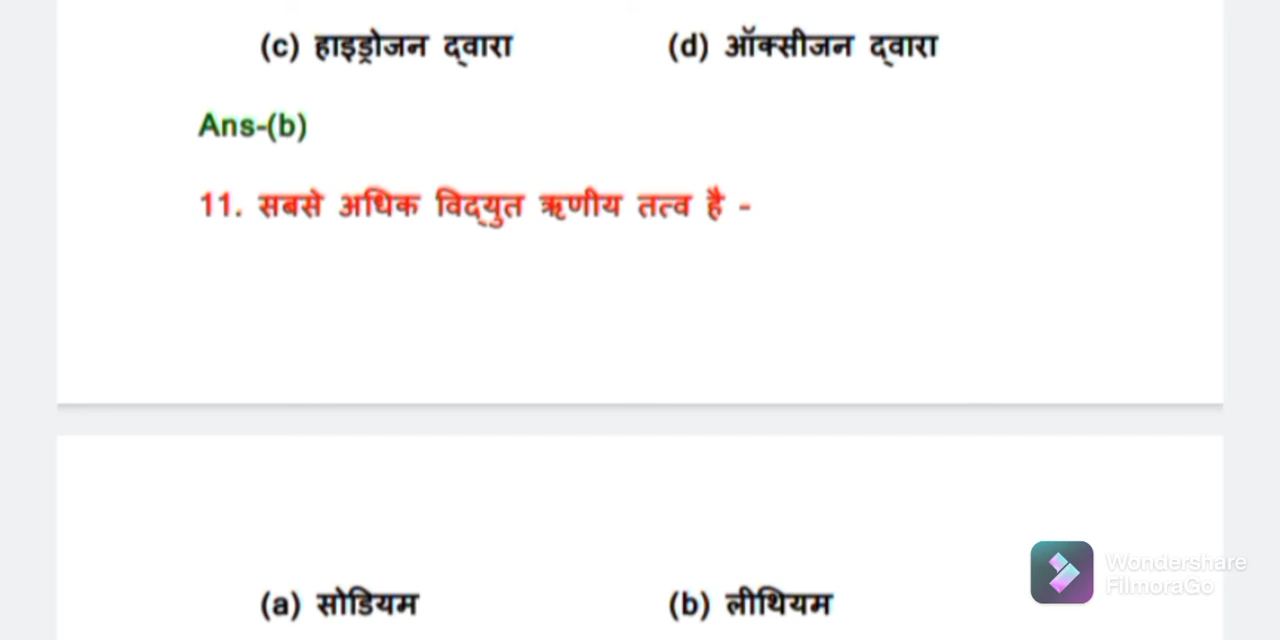 (c) हाइड्रोजन द्वारा (d) ऑक्सीजन द्वारा
Ans-(b)
11. सबसे अधिक विद्युत ऋणीय तत्व है -
Wondershare
FilmoraGo
(a) सोडियम (b) लीथियम